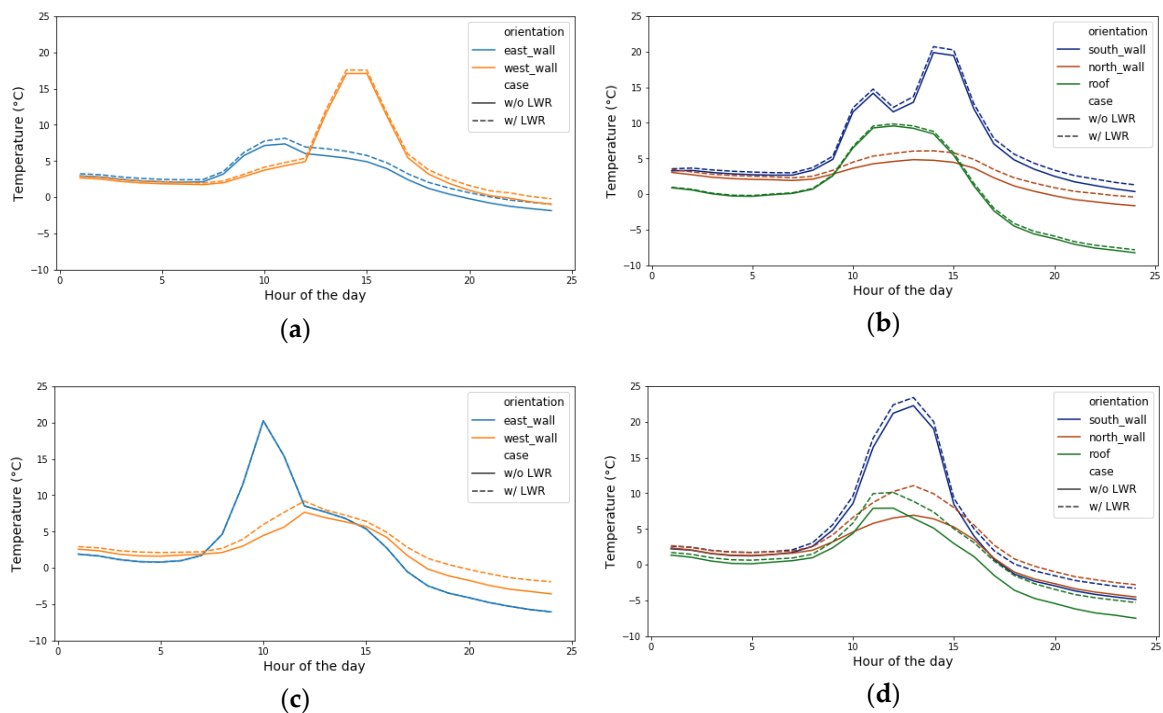 25
20
15
10
5
0
−5
−10
Temperature (°C)
orientation
east_wall
west_wall
case
w/o LWR
w/ LWR
0 5 10 15 20 25
Hour of the day
(a)
25
20
15
10
5
0
−5
−10
Temperature (°C)
orientation
south_wall
north_wall
roof
case
w/o LWR
w/ LWR
0 5 10 15 20 25
Hour of the day
(b)
25
20
15
10
5
0
−5
−10
Temperature (°C)
orientation
east_wall
west_wall
case
w/o LWR
w/ LWR
0 5 10 15 20 25
Hour of the day
(c)
25
20
15
10
5
0
−5
−10
Temperature (°C)
orientation
south_wall
north_wall
roof
case
w/o LWR
w/ LWR
0 5 10 15 20 25
Hour of the day
(d)